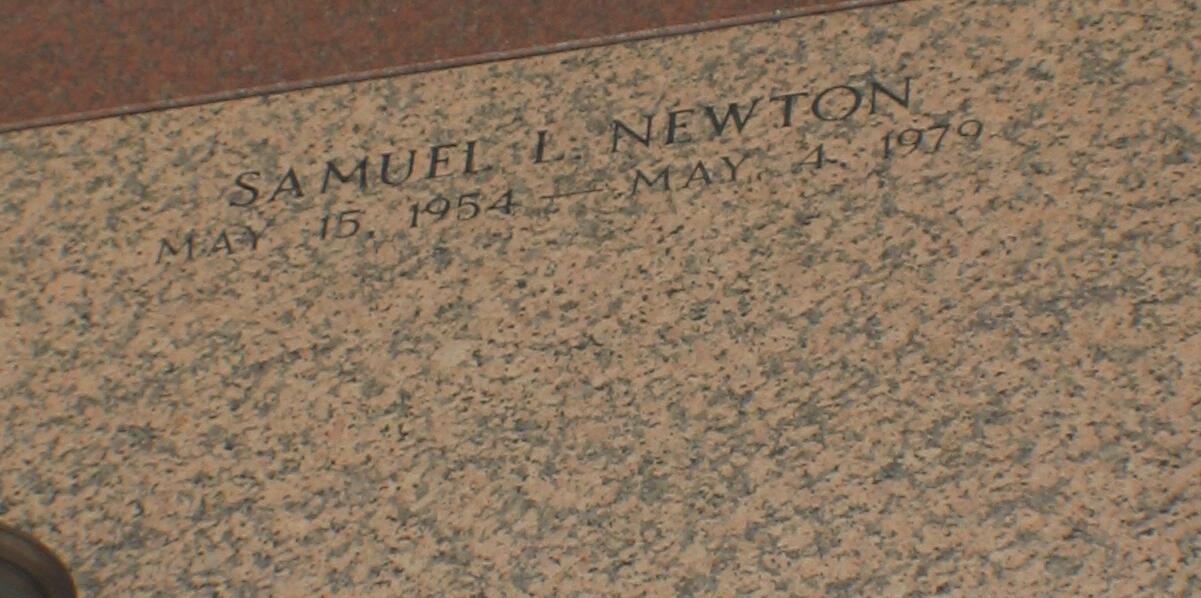 SAMUEL L. NEWTON
MAY 15, 1954 — MAY 4, 1979